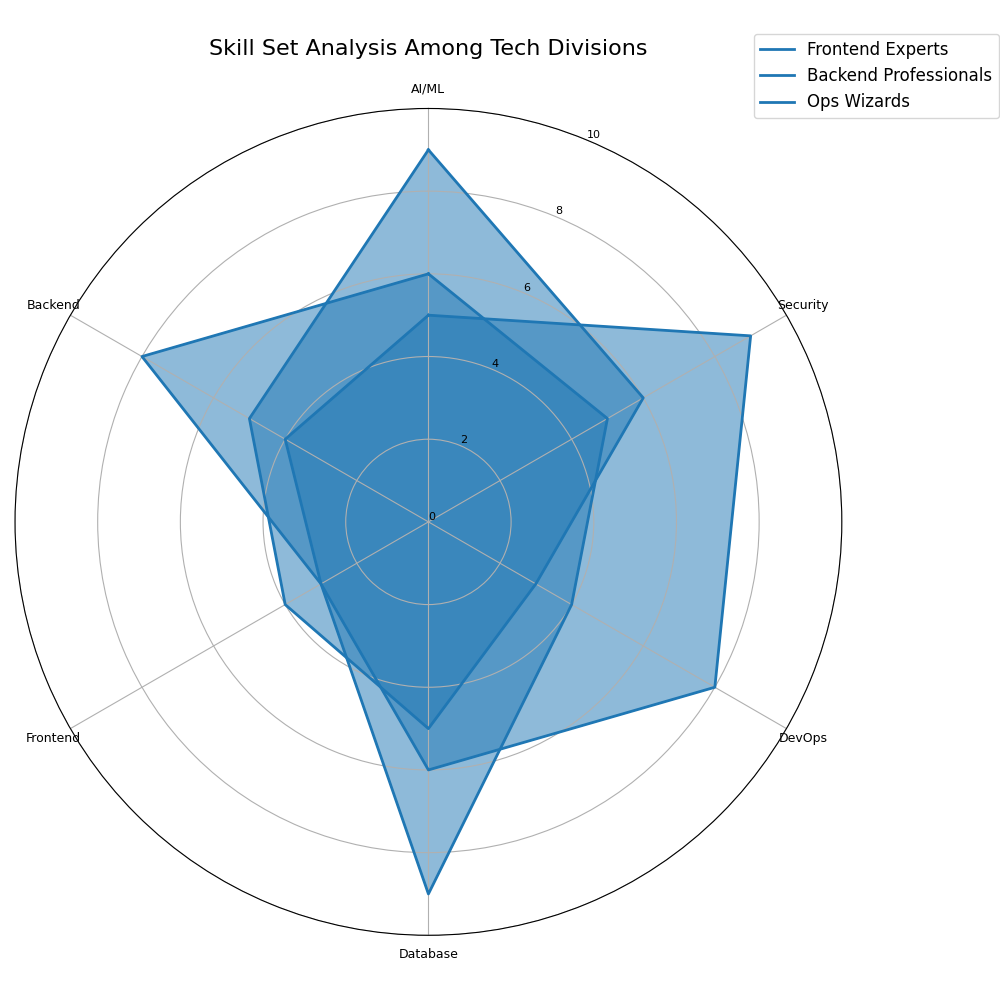 Skill Set Analysis Among Tech Divisions
Frontend Experts
Backend Professionals
Ops Wizards
AI/ML
10
8
Security
Backend
6
4
2
0
Frontend
DevOps
Database